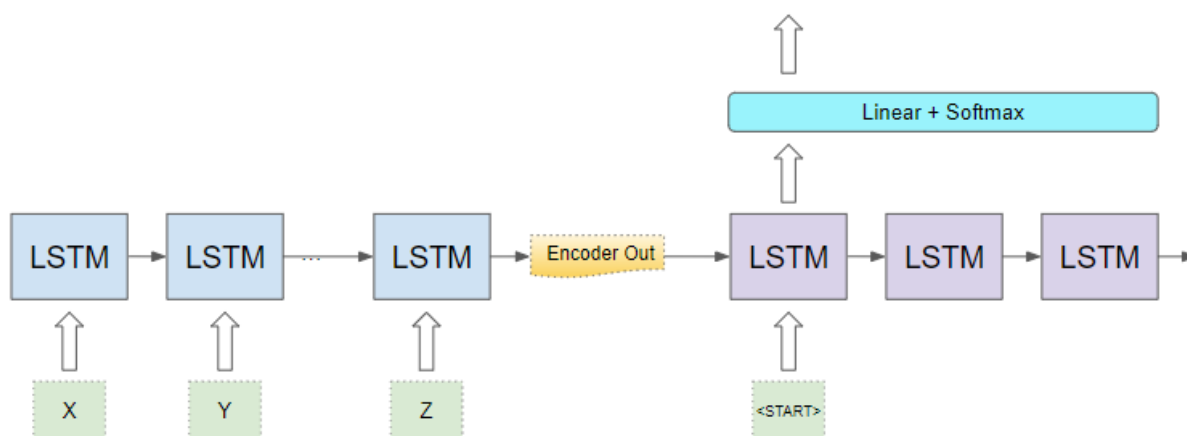 Linear + Softmax
LSTM
LSTM
...
LSTM
Encoder Out
LSTM
LSTM
LSTM
X
Y
Z
<START>